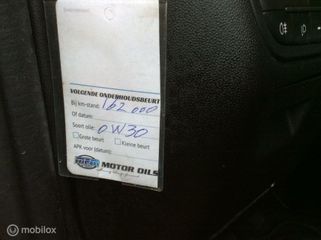 VOLGENDE ONDERHOUDSBEURT
Bij km-stand: 162 000
Of datum:
Soort olie: 0W30
Grote beurt Kleine beurt
APK voor (datum):
MOTOR OILS
© mobilox